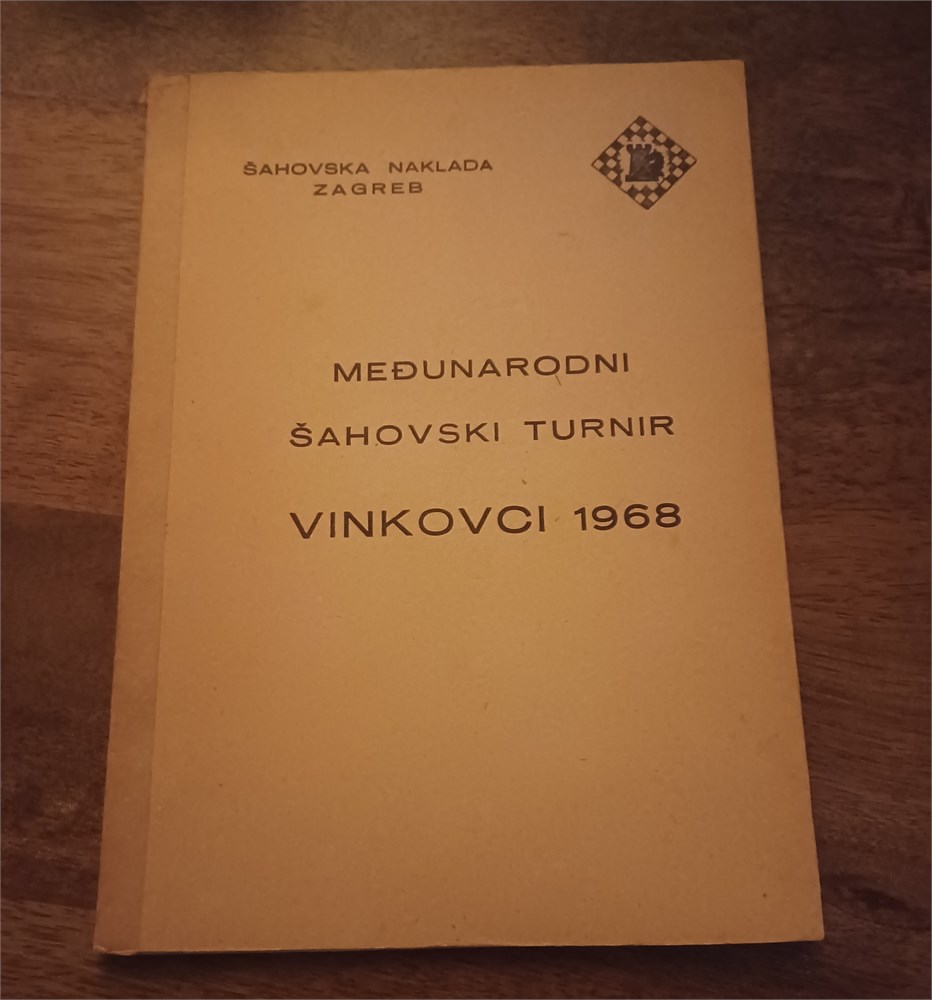 ŠAHOVSKA NAKLADA
ZAGREB
MEĐUNARODNI
ŠAHOVSKI TURNIR
VINKOVCI 1968